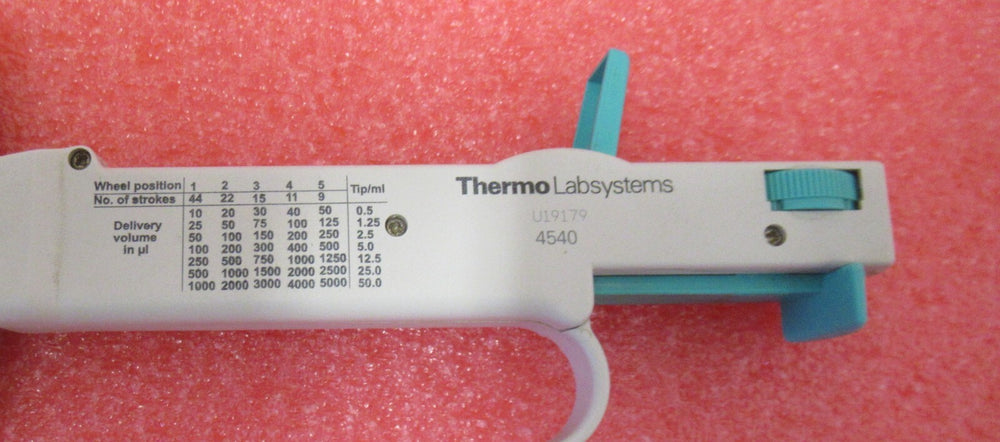 Wheel position 1 2 3 4 5 Tip/ml
No. of strokes 44 22 15 11 9
Delivery volume in µl
10 20 30 40 50 0.5
25 50 75 100 125 1.25
50 100 150 200 250 2.5
100 200 300 400 500 5.0
250 500 750 1000 1250 12.5
500 1000 1500 2000 2500 25.0
1000 2000 3000 4000 5000 50.0
Thermo Labsystems
U19179
4540